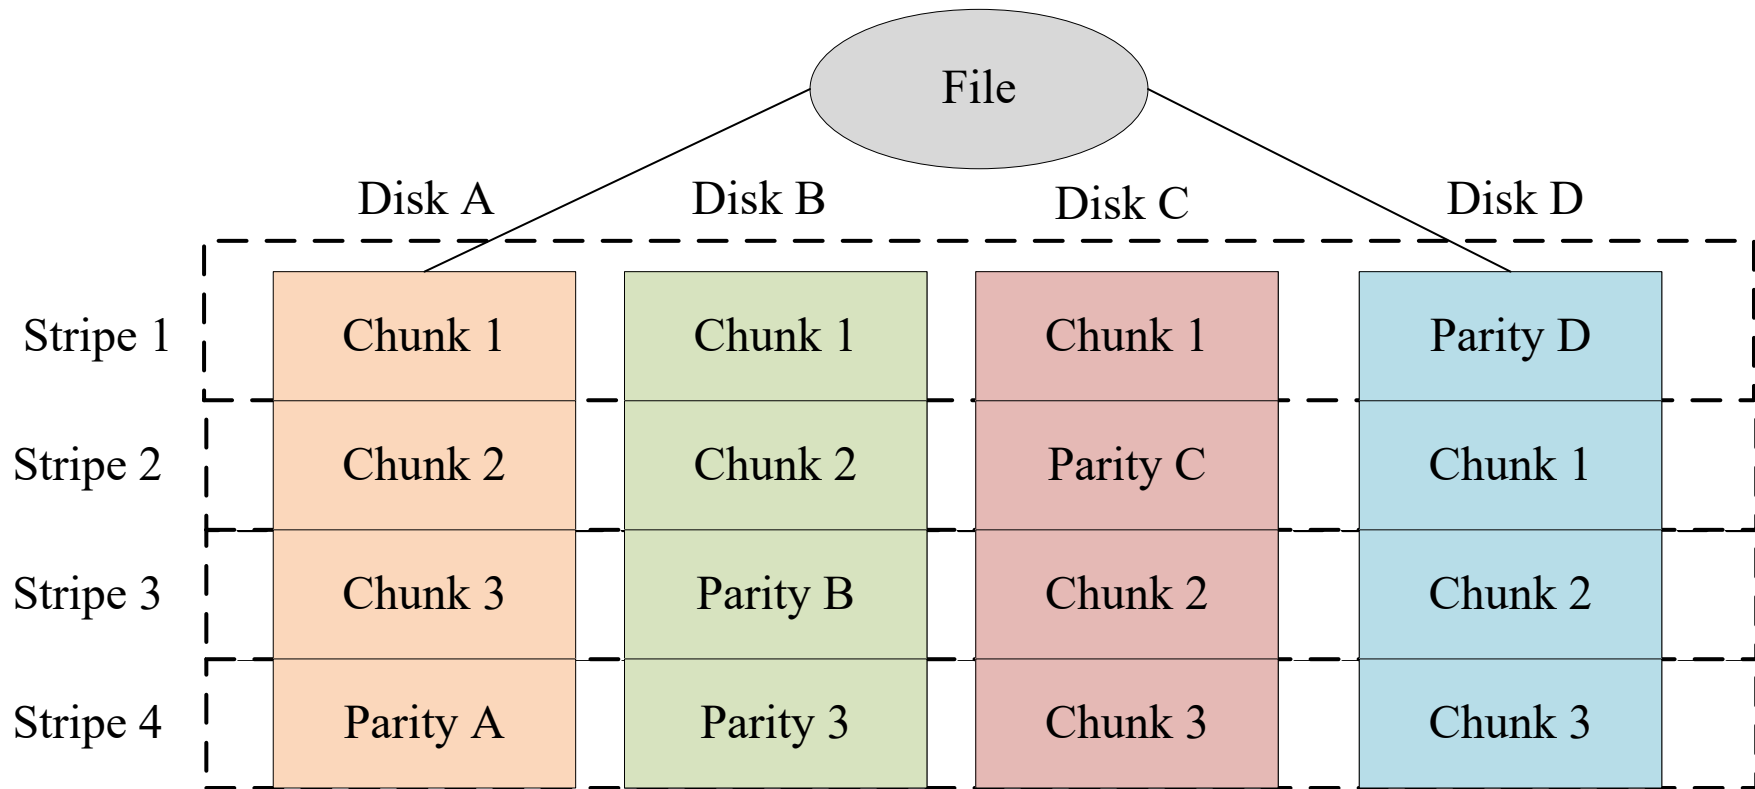 File
Disk A
Disk B
Disk C
Disk D
Stripe 1
Chunk 1
Chunk 1
Chunk 1
Parity D
Stripe 2
Chunk 2
Chunk 2
Parity C
Chunk 1
Stripe 3
Chunk 3
Parity B
Chunk 2
Chunk 2
Stripe 4
Parity A
Parity 3
Chunk 3
Chunk 3